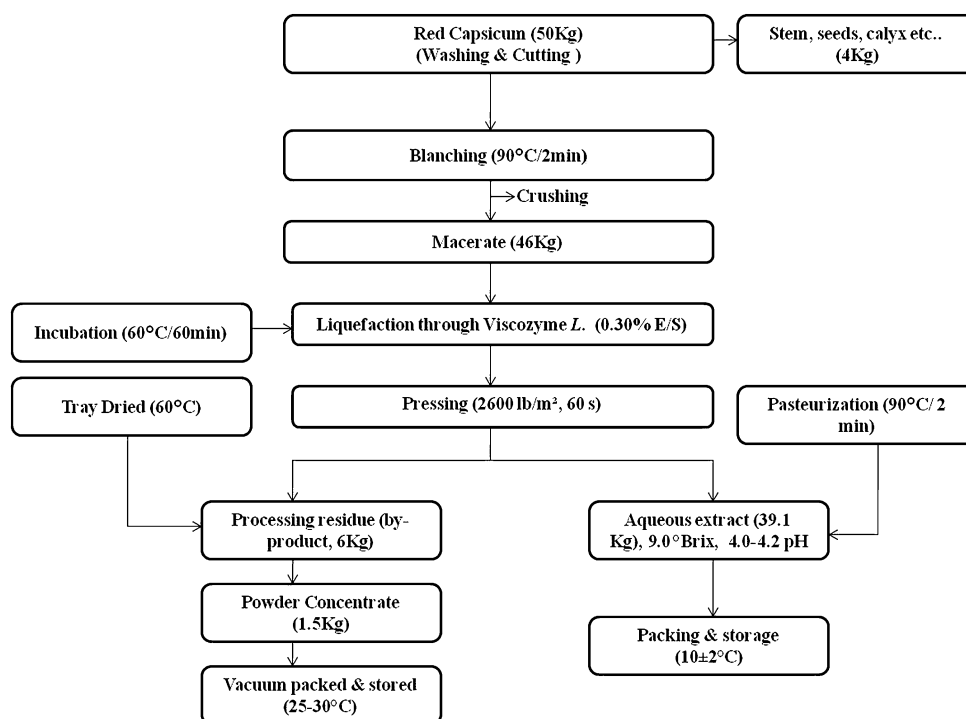 Red Capsicum (50Kg)
(Washing & Cutting )
Stem, seeds, calyx etc..
(4Kg)
Blanching (90°C/2min)
Crushing
Macerate (46Kg)
Incubation (60°C/60min)
Liquefaction through Viscozyme L. (0.30% E/S)
Tray Dried (60°C)
Pressing (2600 lb/m², 60 s)
Pasteurization (90°C/ 2
min)
Processing residue (by-
product, 6Kg)
Aqueous extract (39.1
Kg), 9.0°Brix, 4.0-4.2 pH
Powder Concentrate
(1.5Kg)
Packing & storage
(10±2°C)
Vacuum packed & stored
(25-30°C)